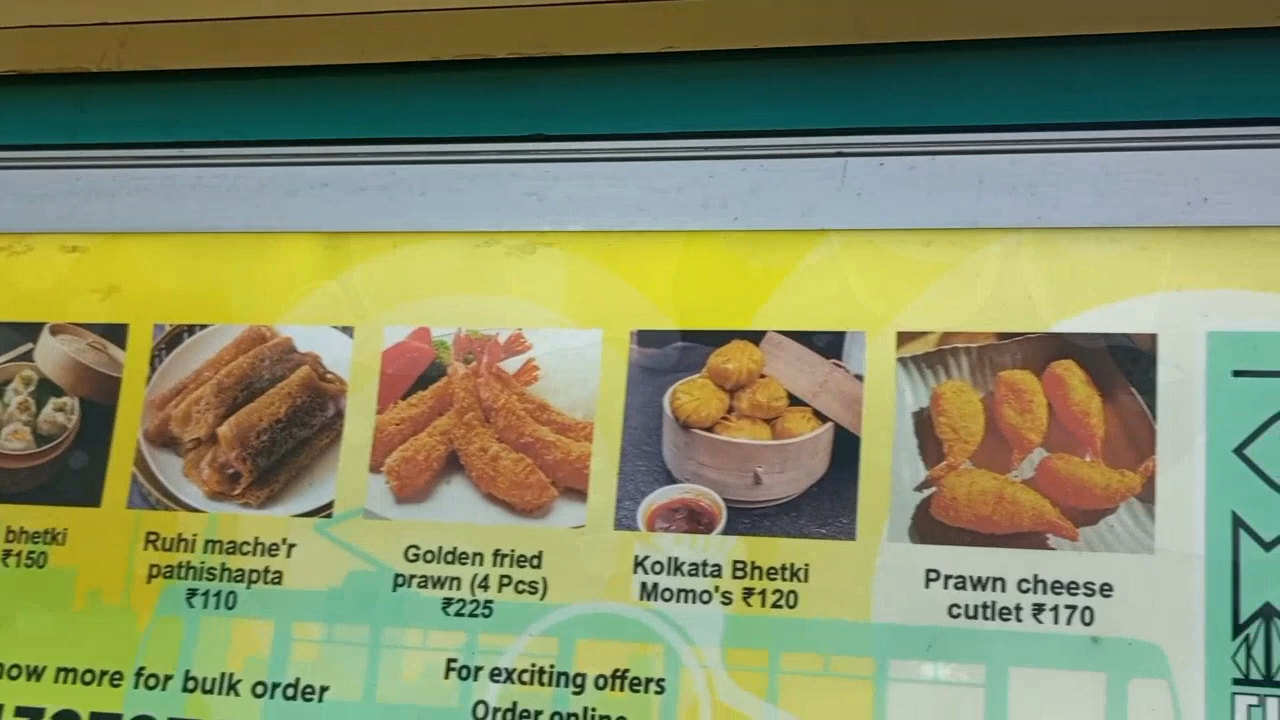 bhetki
₹150
Ruhi mache'r
pathishapta
₹110
Golden fried
prawn (4 Pcs)
₹225
Kolkata Bhetki
Momo's ₹120
Prawn cheese
cutlet ₹170
more for bulk order
For exciting offers
Order online